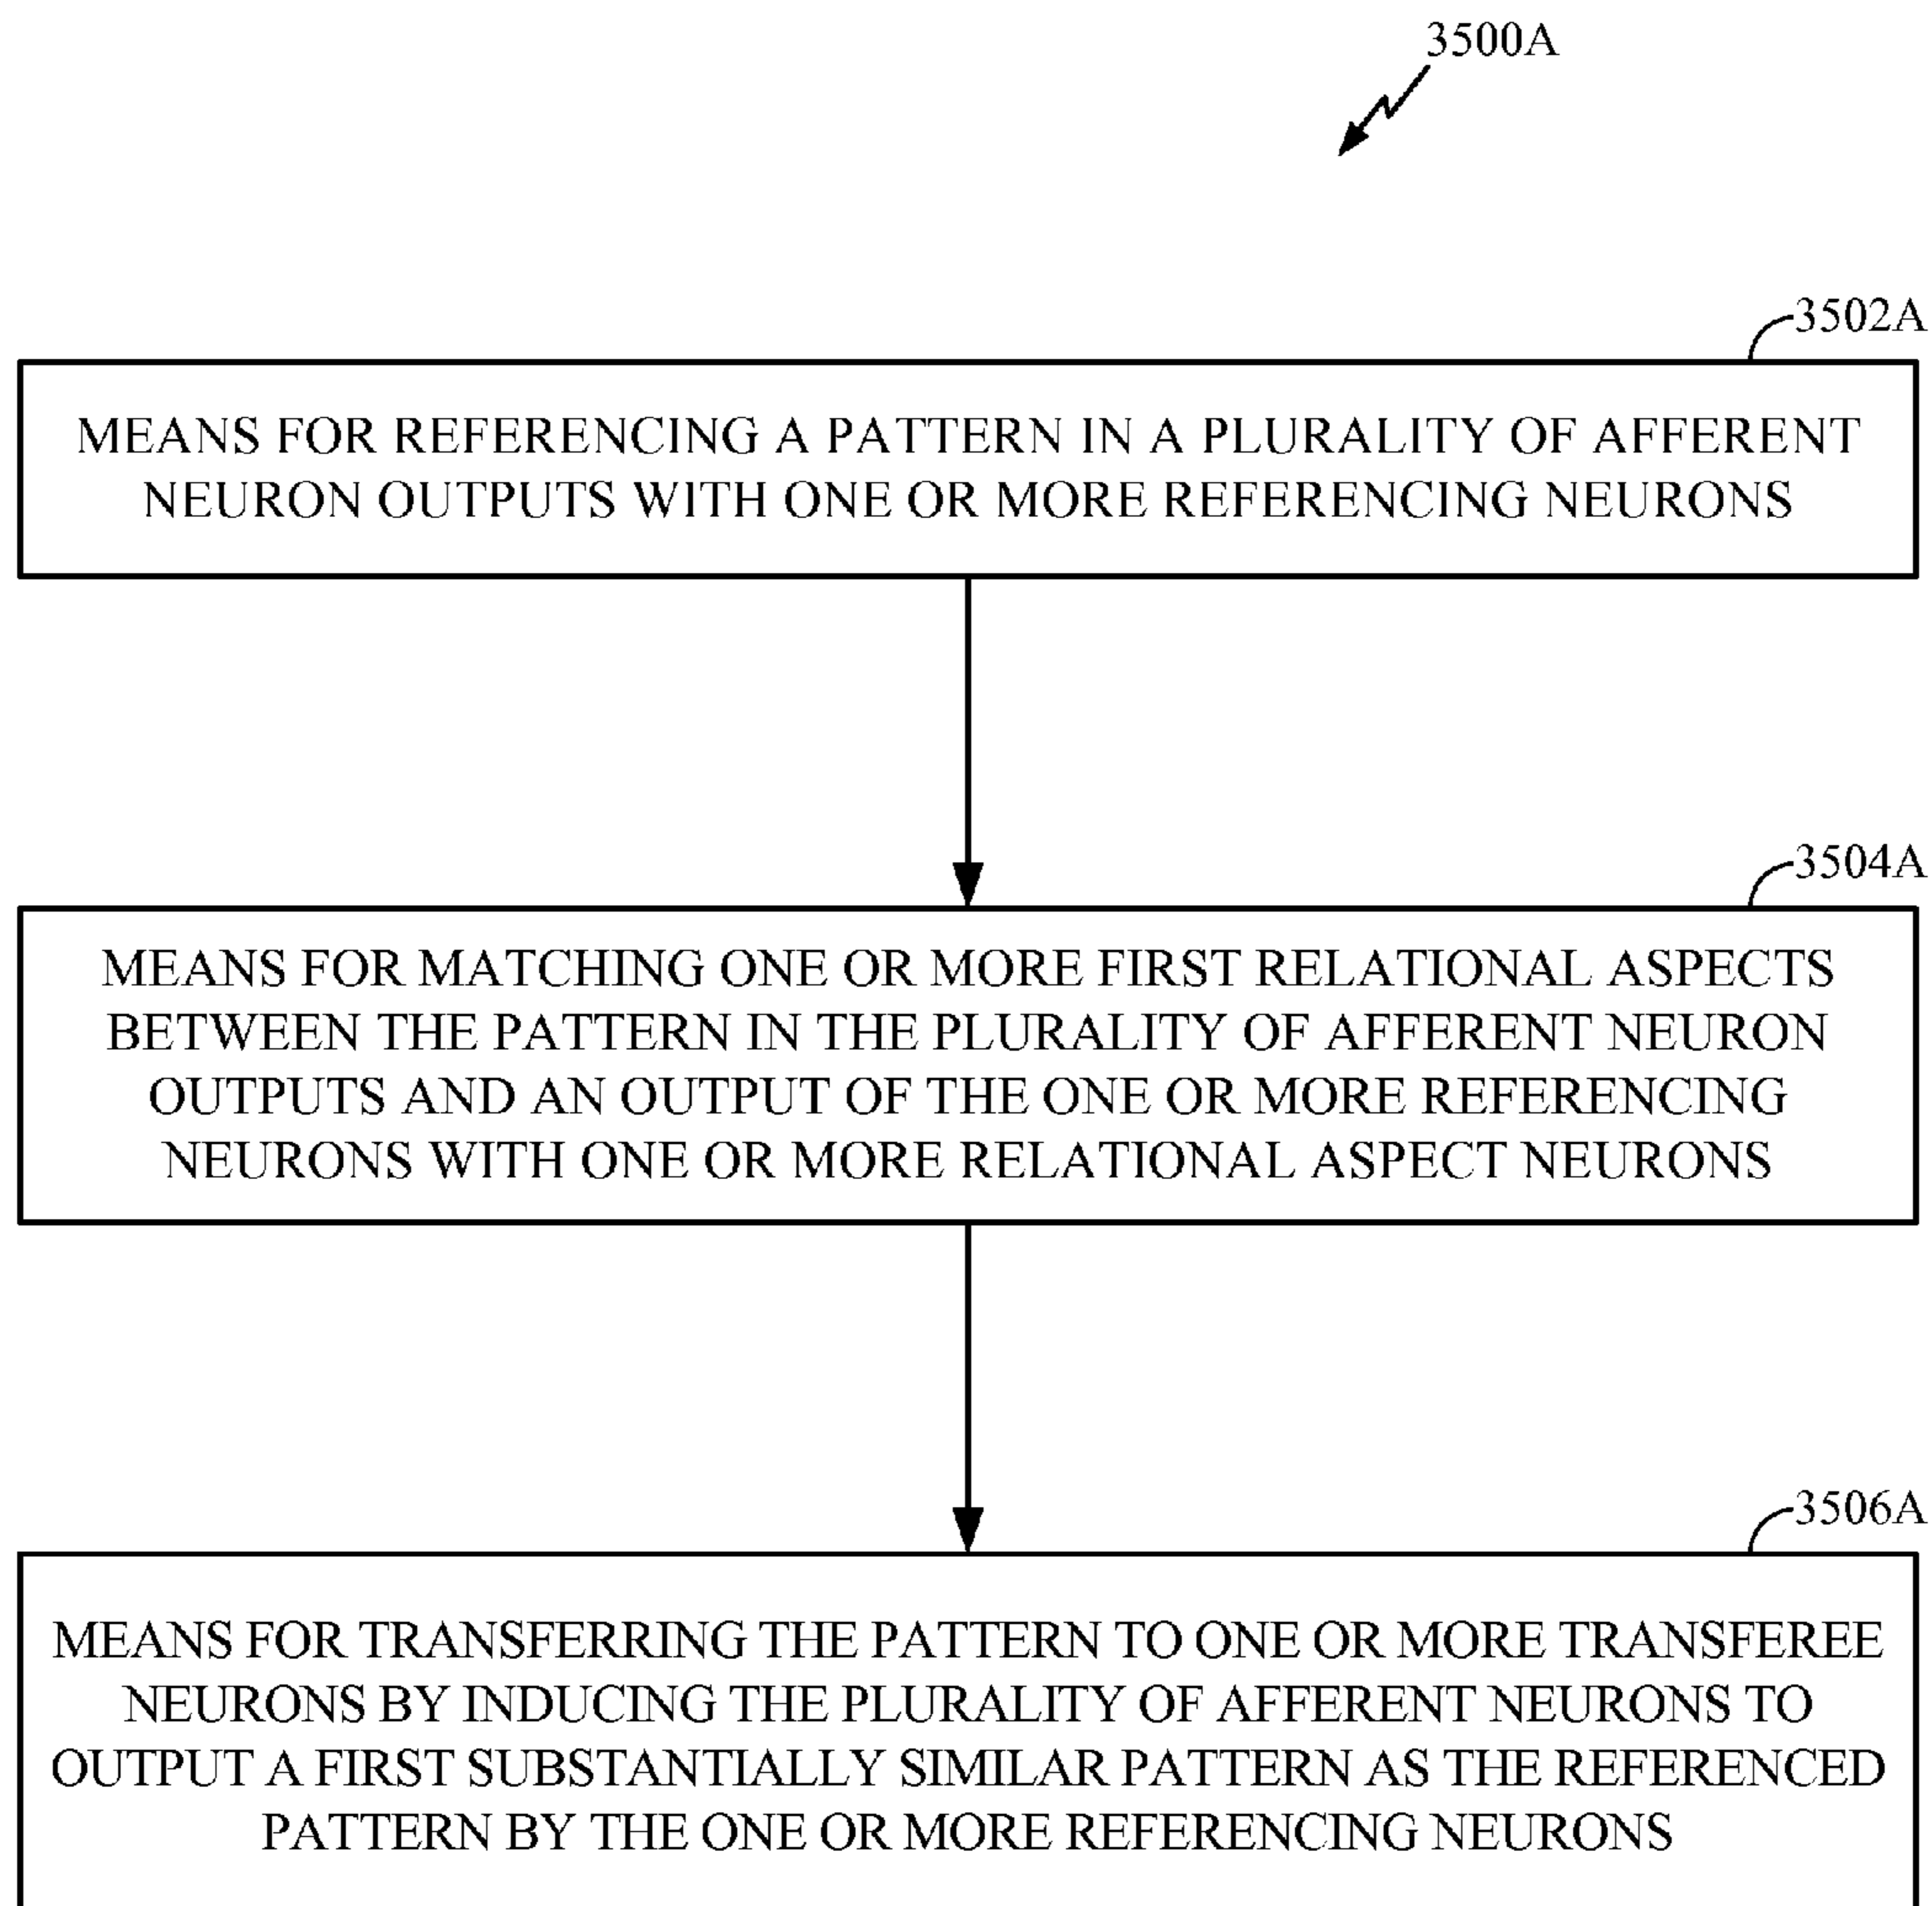 3500A
3502A
MEANS FOR REFERENCING A PATTERN IN A PLURALITY OF AFFERENT
NEURON OUTPUTS WITH ONE OR MORE REFERENCING NEURONS
3504A
MEANS FOR MATCHING ONE OR MORE FIRST RELATIONAL ASPECTS
BETWEEN THE PATTERN IN THE PLURALITY OF AFFERENT NEURON
OUTPUTS AND AN OUTPUT OF THE ONE OR MORE REFERENCING
NEURONS WITH ONE OR MORE RELATIONAL ASPECT NEURONS
3506A
MEANS FOR TRANSFERRING THE PATTERN TO ONE OR MORE TRANSFEREE
NEURONS BY INDUCING THE PLURALITY OF AFFERENT NEURONS TO
OUTPUT A FIRST SUBSTANTIALLY SIMILAR PATTERN AS THE REFERENCED
PATTERN BY THE ONE OR MORE REFERENCING NEURONS